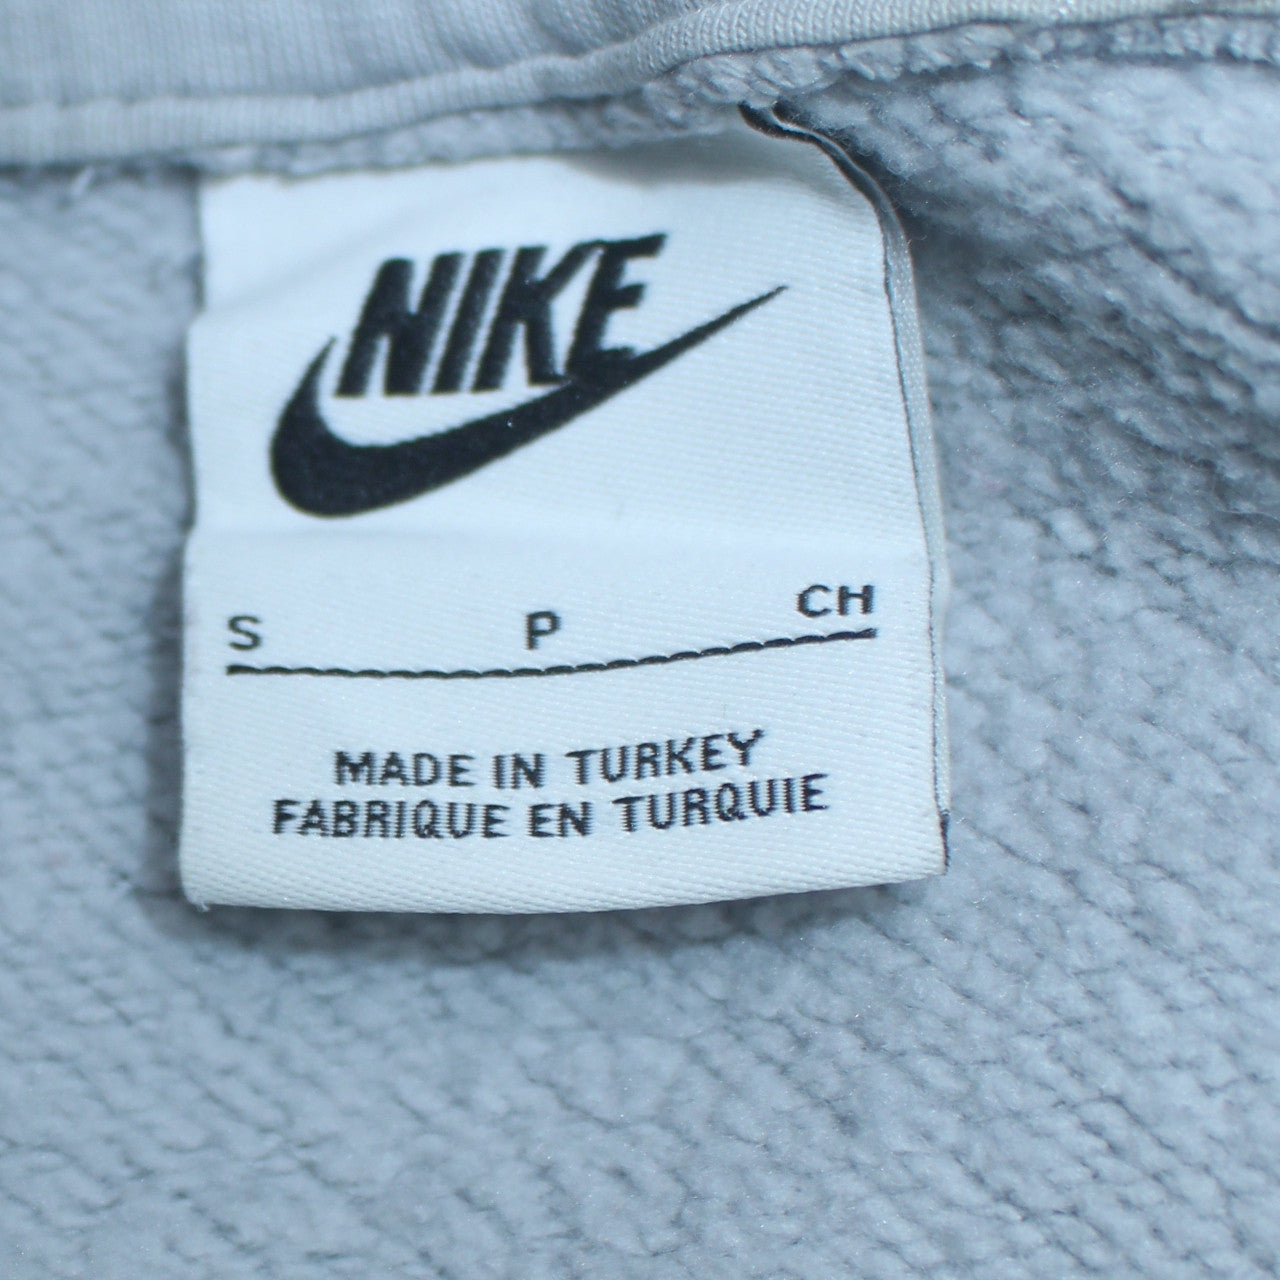 NIKE
S P CH
MADE IN TURKEY
FABRIQUE EN TURQUIE